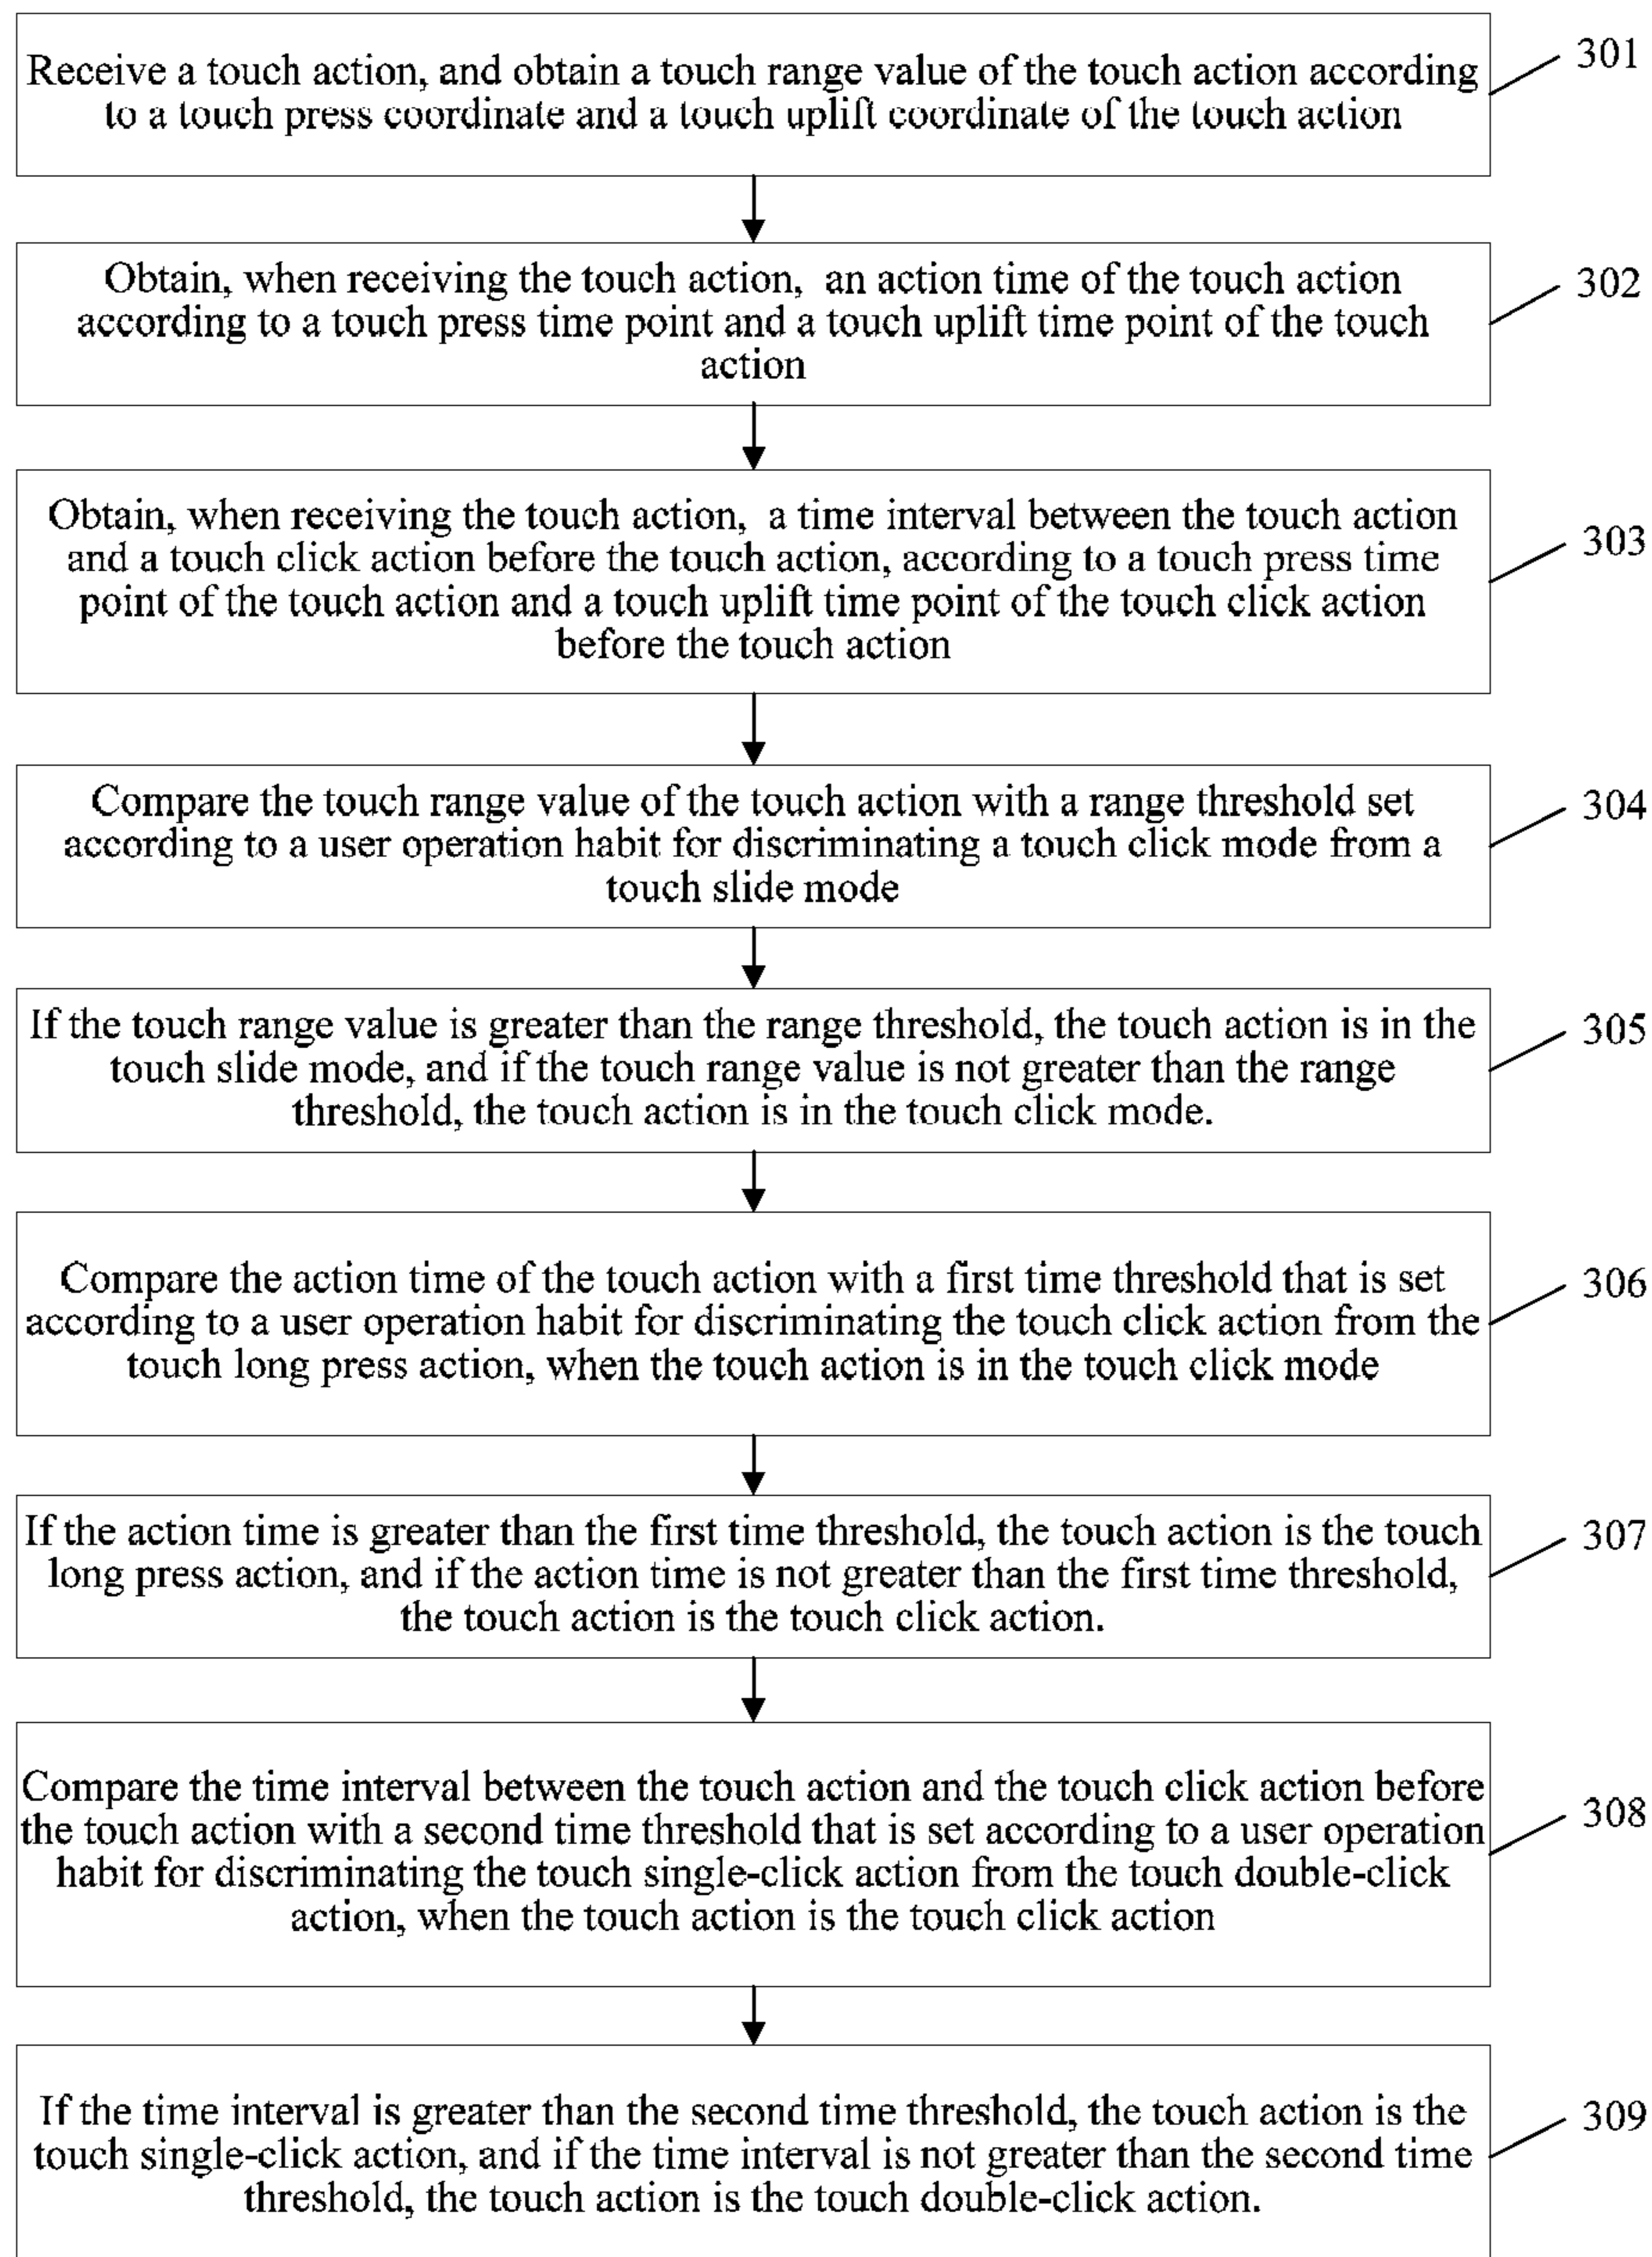 Receive a touch action, and obtain a touch range value of the touch action according
to a touch press coordinate and a touch uplift coordinate of the touch action
301
Obtain, when receiving the touch action, an action time of the touch action
according to a touch press time point and a touch uplift time point of the touch
action
302
Obtain, when receiving the touch action, a time interval between the touch action
and a touch click action before the touch action, according to a touch press time
point of the touch action and a touch uplift time point of the touch click action
before the touch action
303
Compare the touch range value of the touch action with a range threshold set
according to a user operation habit for discriminating a touch click mode from a
touch slide mode
304
If the touch range value is greater than the range threshold, the touch action is in the
touch slide mode, and if the touch range value is not greater than the range
threshold, the touch action is in the touch click mode.
305
Compare the action time of the touch action with a first time threshold that is set
according to a user operation habit for discriminating the touch click action from the
touch long press action, when the touch action is in the touch click mode
306
If the action time is greater than the first time threshold, the touch action is the touch
long press action, and if the action time is not greater than the first time threshold,
the touch action is the touch click action.
307
Compare the time interval between the touch action and the touch click action before
the touch action with a second time threshold that is set according to a user operation
habit for discriminating the touch single-click action from the touch double-click
action, when the touch action is the touch click action
308
If the time interval is greater than the second time threshold, the touch action is the
touch single-click action, and if the time interval is not greater than the second time
threshold, the touch action is the touch double-click action.
309